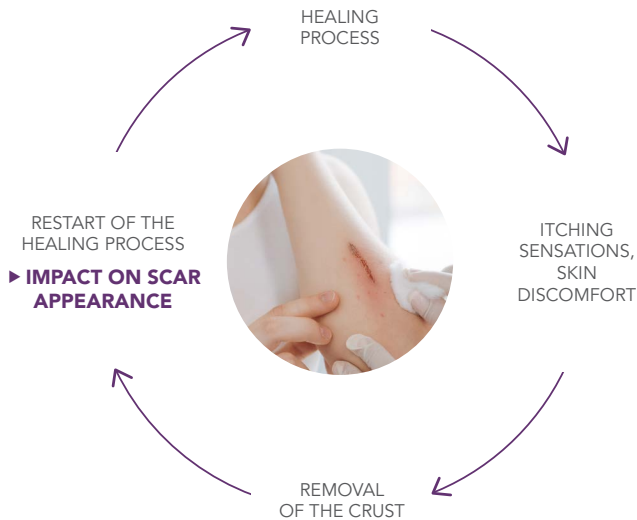 HEALING
PROCESS
ITCHING
SENSATIONS,
SKIN
DISCOMFORT
REMOVAL
OF THE CRUST
RESTART OF THE
HEALING PROCESS
▶ IMPACT ON SCAR
APPEARANCE